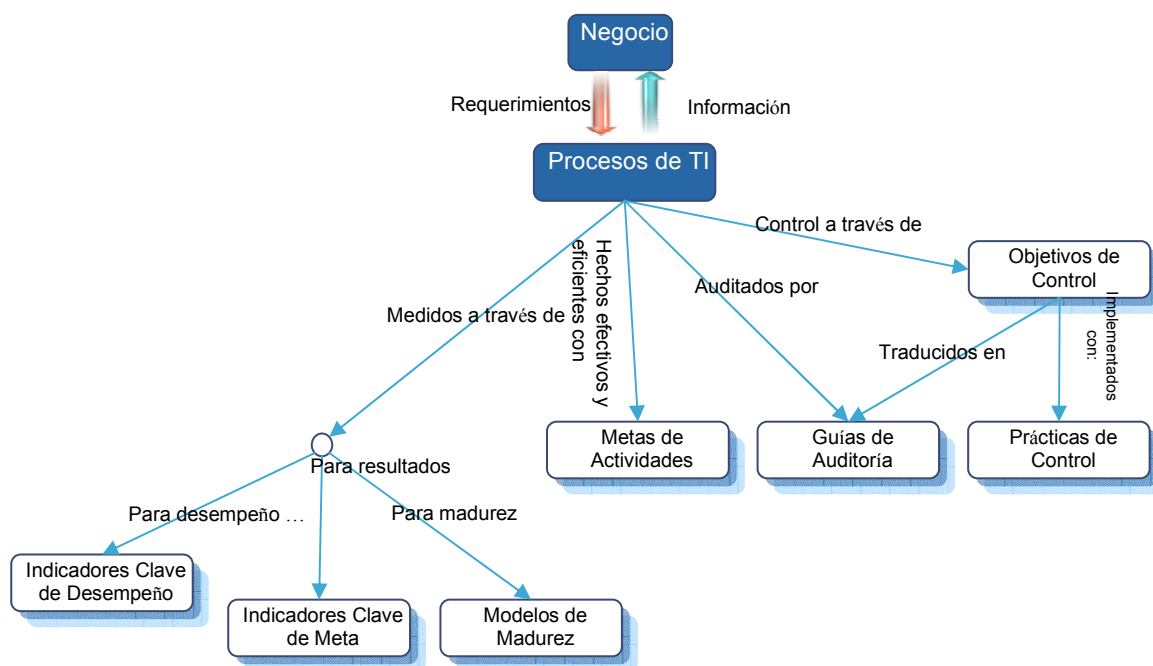 Negocio
Requerimientos
Información
Procesos de TI
Control a través de
Objetivos de
Control
Hechos efectivos y
eficientes con
Auditados por
Medidos a través de
Implementados
con:
Traducidos en
Metas de
Actividades
Guías de
Auditoría
Prácticas de
Control
Para resultados
Para desempeño …
Para madurez
Indicadores Clave
de Desempeño
Indicadores Clave
de Meta
Modelos de
Madurez